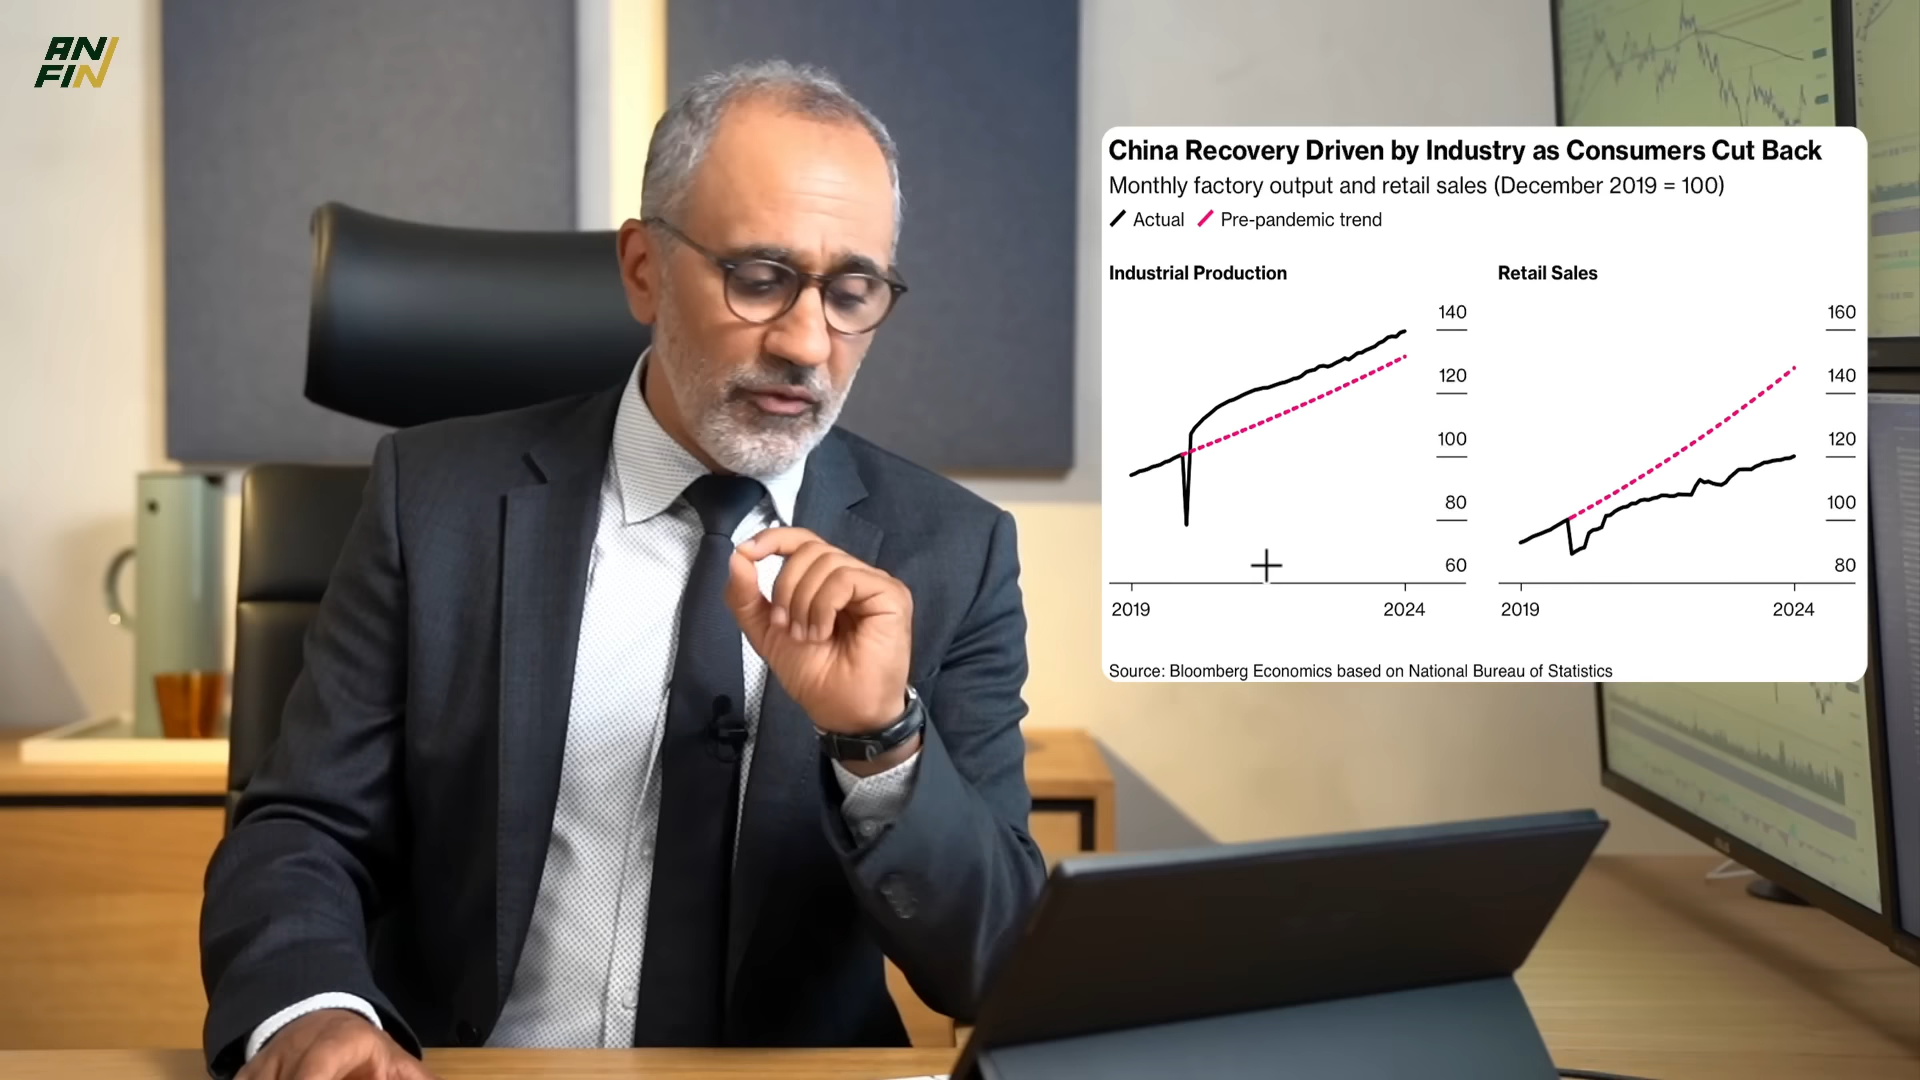 AN
FIN
China Recovery Driven by Industry as Consumers Cut Back
Monthly factory output and retail sales (December 2019 = 100)
Actual Pre-pandemic trend
Industrial Production
140
120
100
80
60
2019 2024
Retail Sales
160
140
120
100
80
2019 2024
Source: Bloomberg Economics based on National Bureau of Statistics